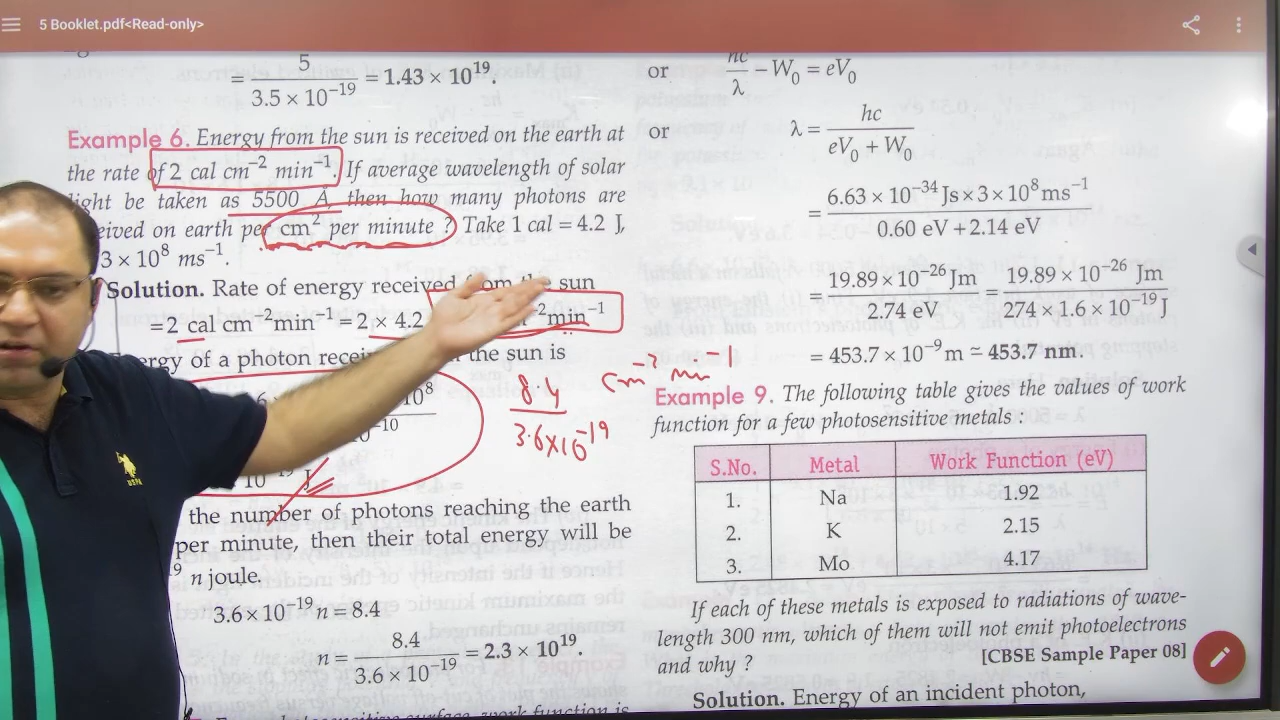 5 Booklet.pdf<Read-only>
= 5 / 3.5 × 10⁻¹⁹ = 1.43 × 10¹⁹.
Example 6. Energy from the sun is received on the earth at
the rate of 2 cal cm⁻² min⁻¹. If average wavelength of solar
light be taken as 5500 Å, then how many photons are
eived on earth per cm² per minute ? Take 1 cal = 4.2 J,
3 × 10⁸ ms⁻¹.
Solution. Rate of energy received from the sun
= 2 cal cm⁻² min⁻¹ = 2 × 4.2 ⁻² min⁻¹
ergy of a photon recei the sun is
10⁸
⁻¹⁰
10⁻¹⁹ J
the number of photons reaching the earth
per minute, then their total energy will be
⁹ n joule.
3.6 × 10⁻¹⁹ n = 8.4
n = 8.4 / 3.6 × 10⁻¹⁹ = 2.3 × 10¹⁹.
8.4 / 3.6×10⁻¹⁹
cm⁻² min⁻¹
or hc / λ − W₀ = eV₀
or λ = hc / eV₀ + W₀
= 6.63 × 10⁻³⁴ Js × 3 × 10⁸ ms⁻¹ / 0.60 eV + 2.14 eV
= 19.89 × 10⁻²⁶ Jm / 2.74 eV = 19.89 × 10⁻²⁶ Jm / 274 × 1.6 × 10⁻¹⁹ J
= 453.7 × 10⁻⁹ m ≃ 453.7 nm.
Example 9. The following table gives the values of work
function for a few photosensitive metals :
S.No. Metal Work Function (eV)
1. Na 1.92
2. K 2.15
3. Mo 4.17
If each of these metals is exposed to radiations of wave-
length 300 nm, which of them will not emit photoelectrons
and why ? [CBSE Sample Paper 08]
Solution. Energy of an incident photon,